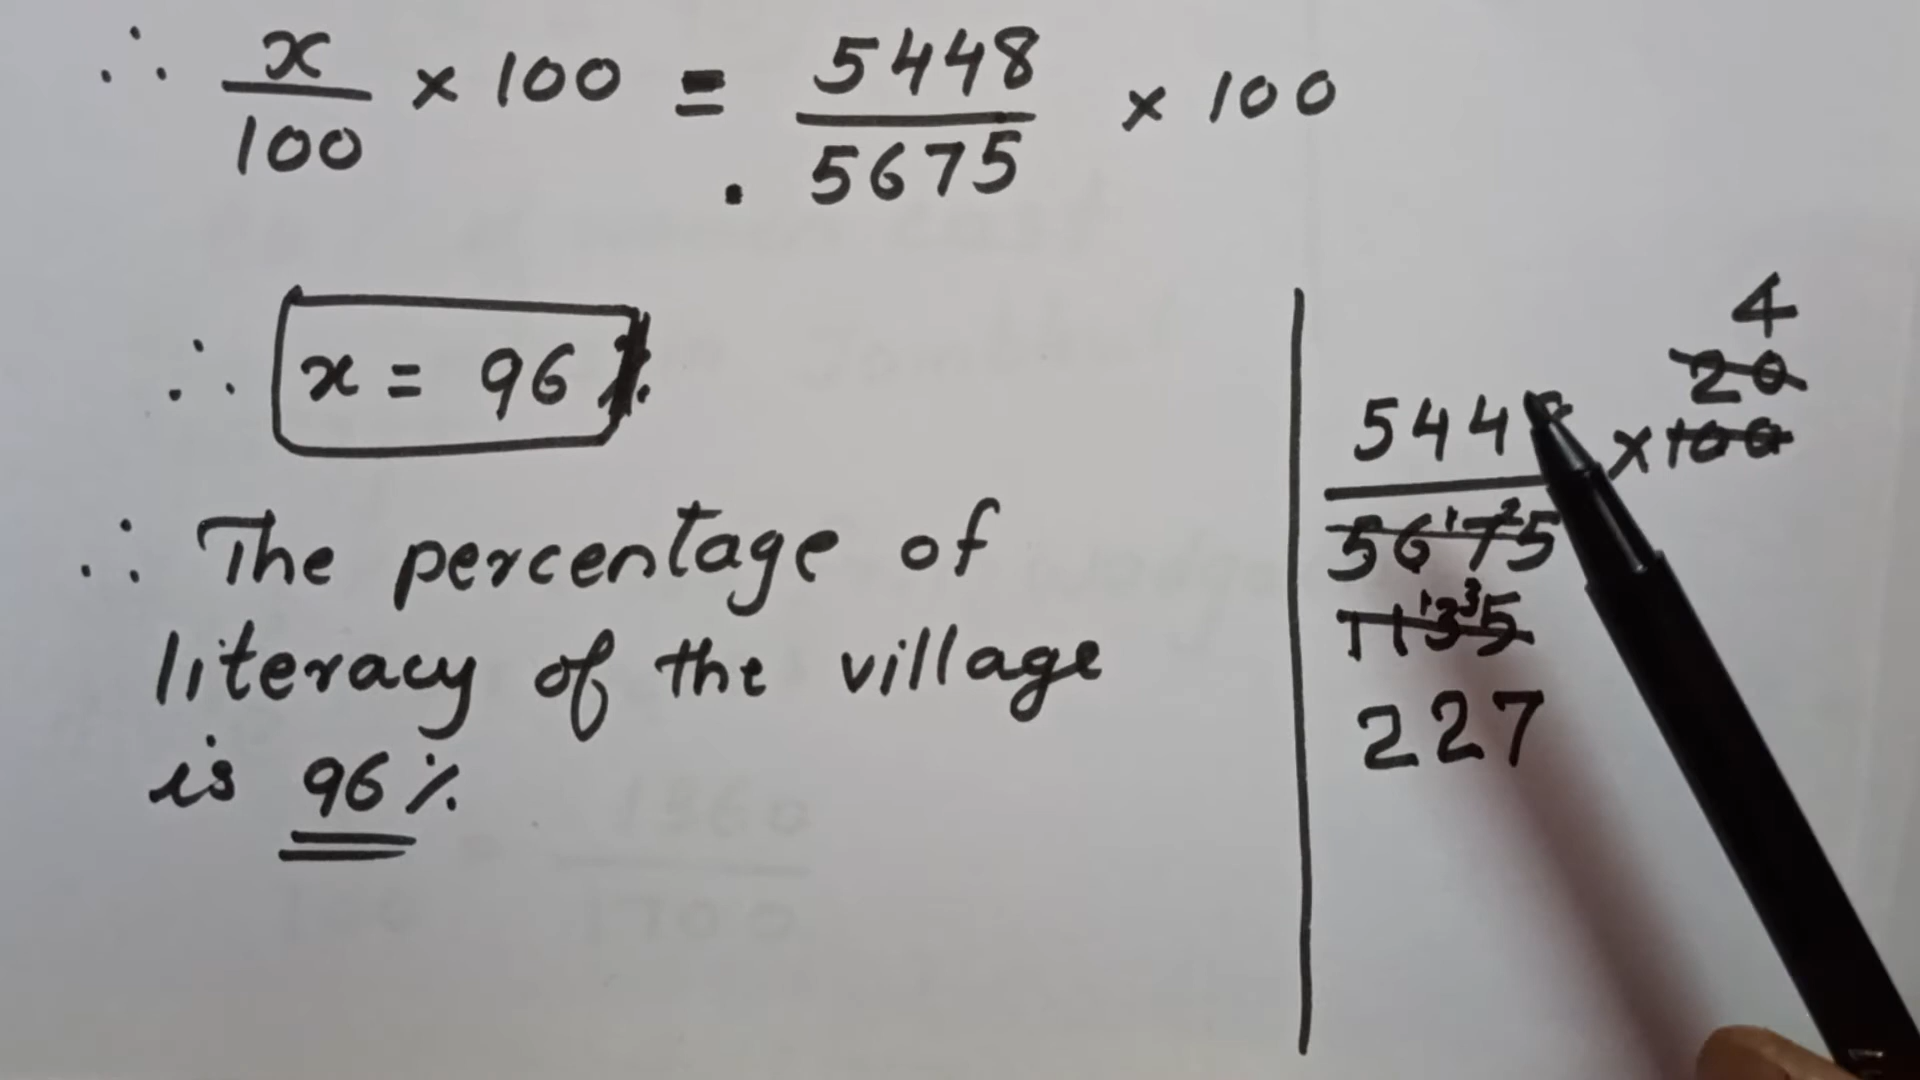 ∴ x/100 × 100 = 5448/5675 × 100
∴ x = 96 %
∴ The percentage of
literacy of the village
is 96 %
4
20
5448 × 100
5675
1135
227